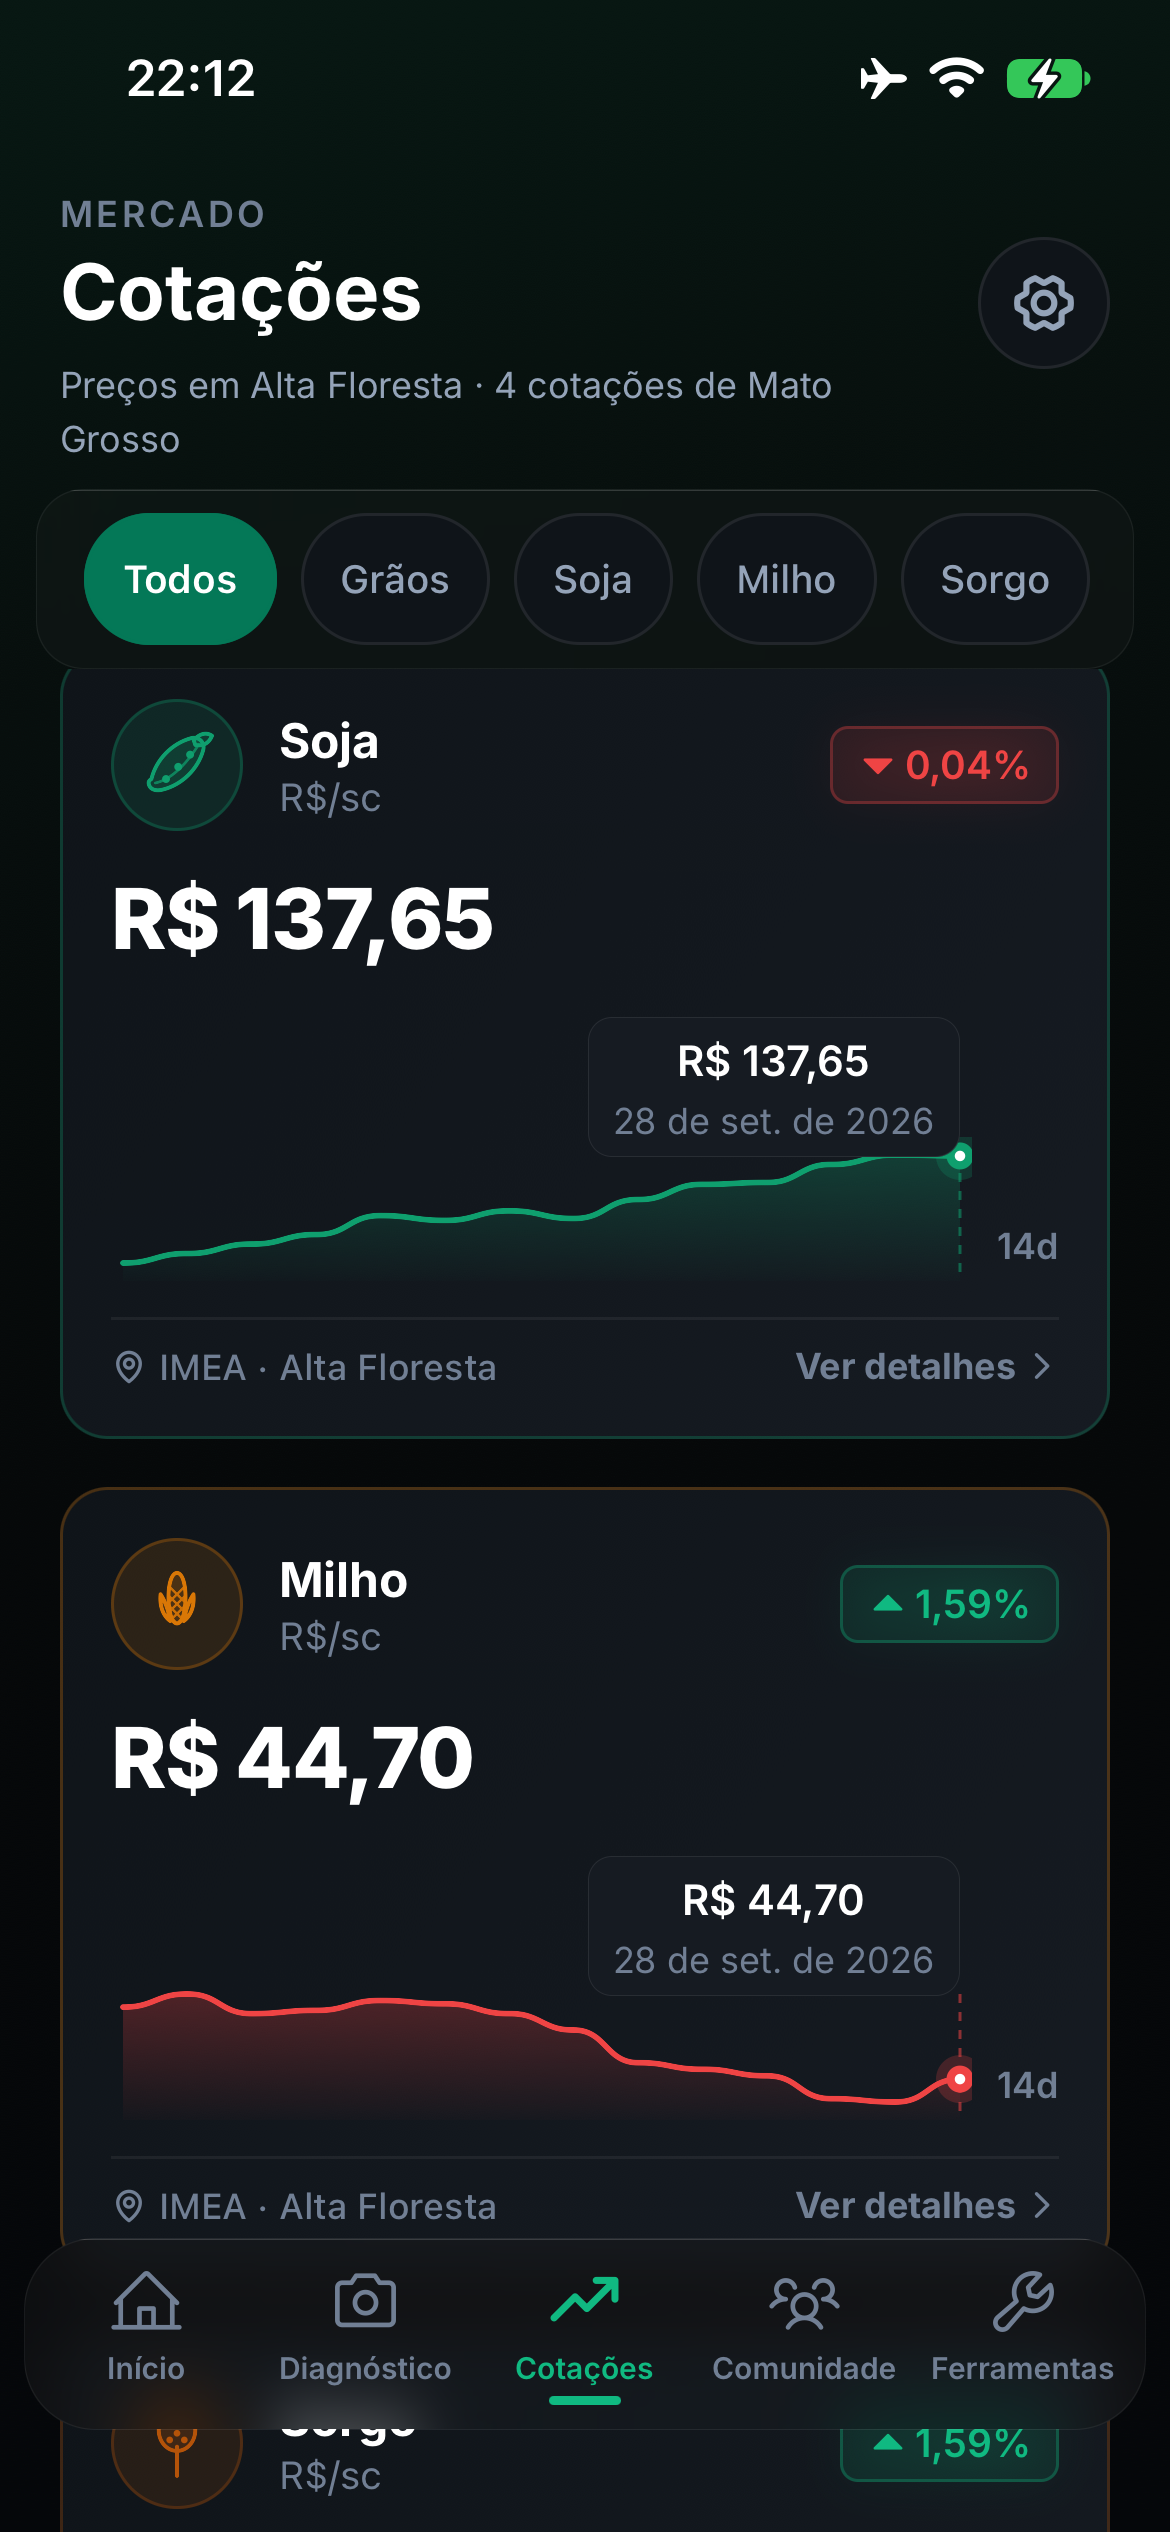 22:12
MERCADO
Cotações
Preços em Alta Floresta · 4 cotações de Mato
Grosso
Todos
Grãos
Soja
Milho
Sorgo
Soja
R$/sc
0,04%
R$ 137,65
R$ 137,65
28 de set. de 2026
14d
IMEA · Alta Floresta
Ver detalhes
Milho
R$/sc
1,59%
R$ 44,70
R$ 44,70
28 de set. de 2026
14d
IMEA · Alta Floresta
Ver detalhes
Início
Diagnóstico
Cotações
Comunidade
Ferramentas
Sorgo
R$/sc
1,59%